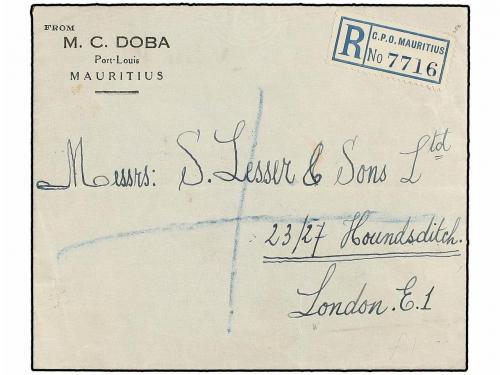 FROM
M. C. DOBA
Port-Louis
MAURITIUS
R
G.P.O. MAURITIUS
No 7716
Messrs: S. Lesser & Sons Ltd
23/27 Houndsditch.
London. E.1